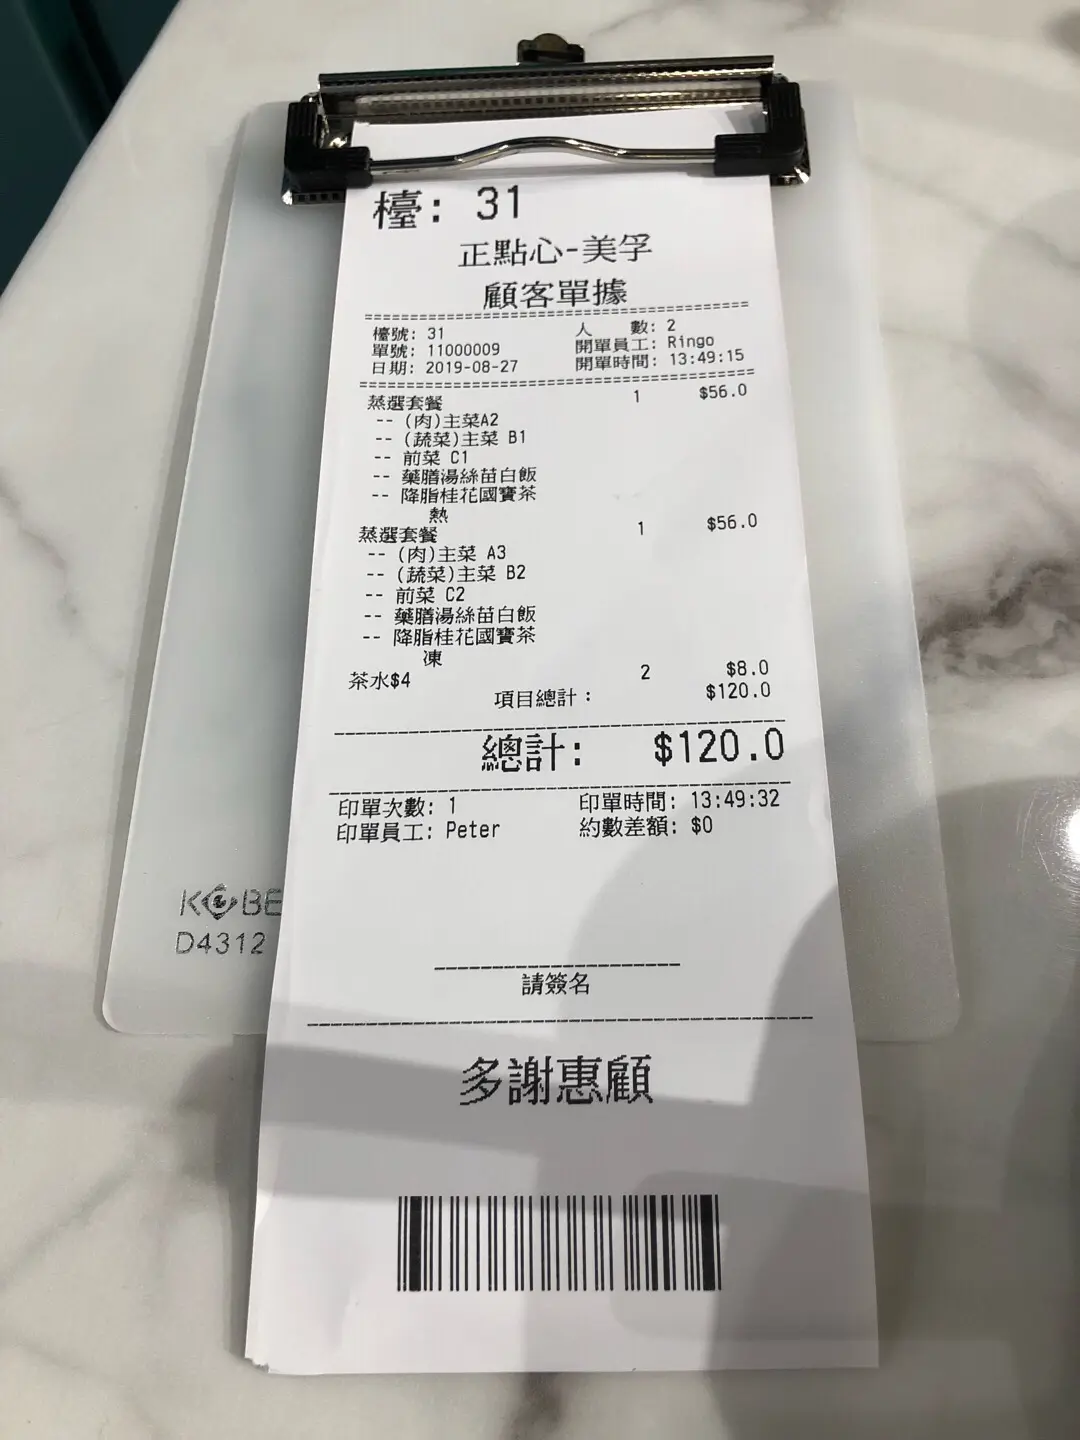 檯: 31
正點心-美孚
顧客單據
檯號: 31 人 數: 2
單號: 11000009 開單員工: Ringo
日期: 2019-08-27 開單時間: 13:49:15
蒸選套餐 1 $56.0
-- (肉)主菜A2
-- (蔬菜)主菜 B1
-- 前菜 C1
-- 藥膳湯絲苗白飯
-- 降脂桂花國寶茶
熱
蒸選套餐 1 $56.0
-- (肉)主菜 A3
-- (蔬菜)主菜 B2
-- 前菜 C2
-- 藥膳湯絲苗白飯
-- 降脂桂花國寶茶
凍
茶水$4 2 $8.0
項目總計: $120.0
總計: $120.0
印單次數: 1 印單時間: 13:49:32
印單員工: Peter 約數差額: $0
KOBE
D4312
請簽名
多謝惠顧